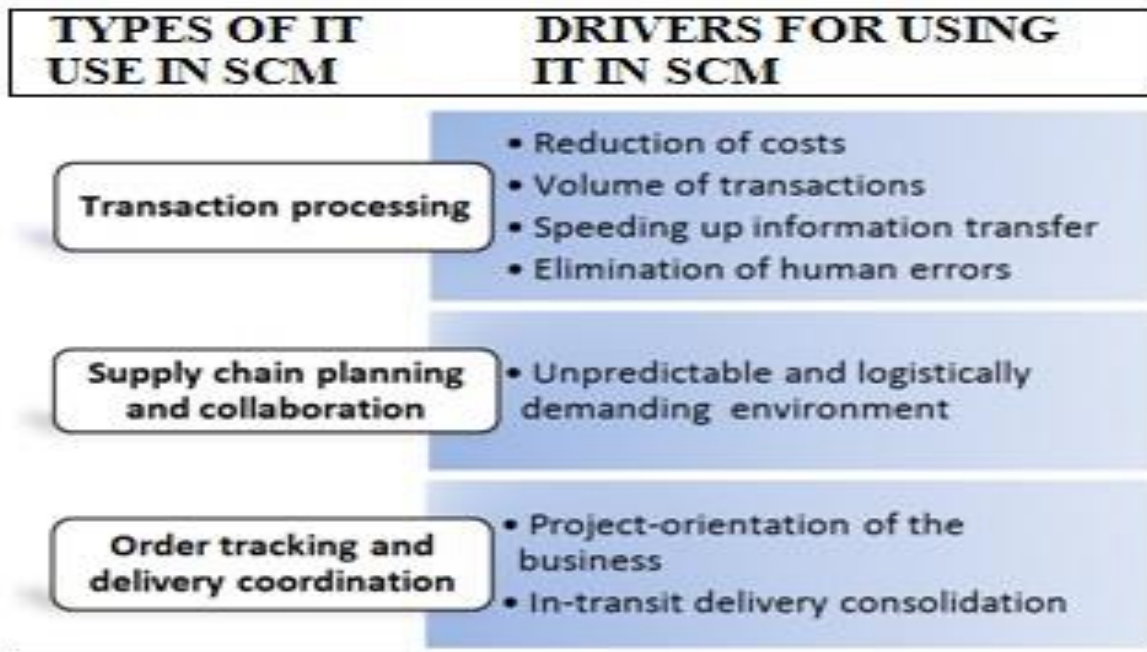 TYPES OF IT
USE IN SCM
DRIVERS FOR USING
IT IN SCM
Transaction processing
• Reduction of costs
• Volume of transactions
• Speeding up information transfer
• Elimination of human errors
Supply chain planning
and collaboration
• Unpredictable and logistically
demanding environment
Order tracking and
delivery coordination
• Project-orientation of the
business
• In-transit delivery consolidation